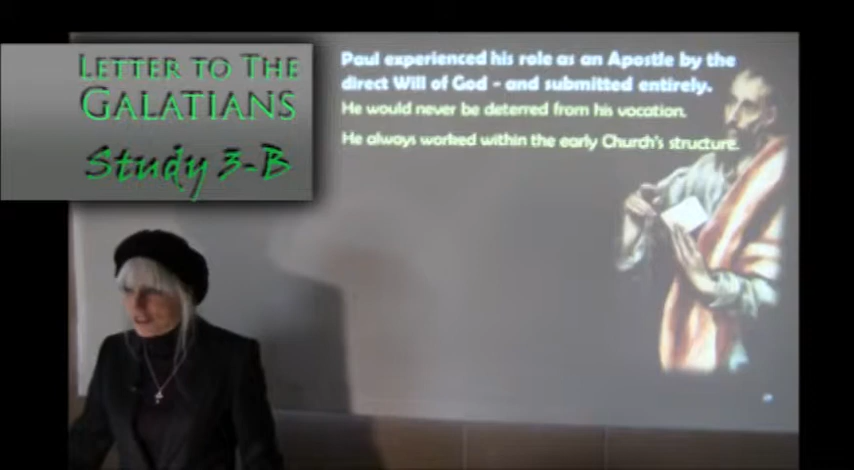 LETTER TO THE
GALATIANS
Study 3-B
Paul experienced his role as an Apostle by the
direct Will of God - and submitted entirely.
He would never be deterred from his vocation.
He always worked within the early Church's structure.